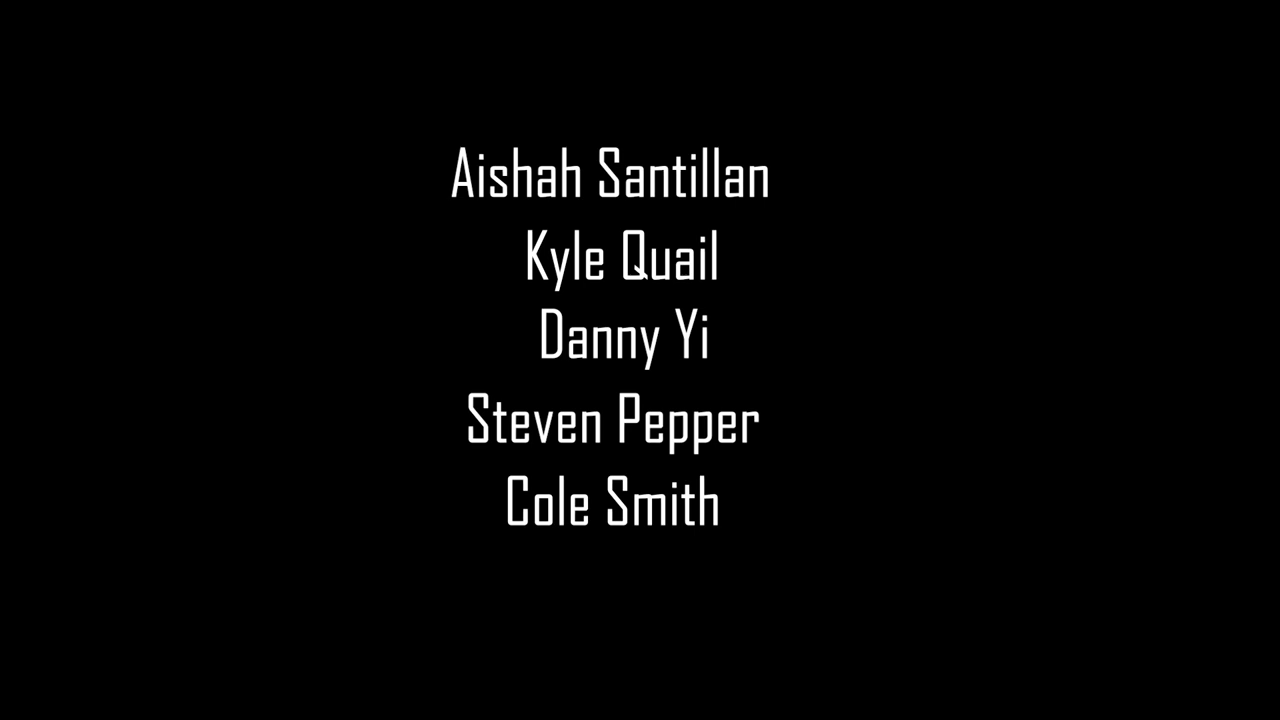 Aishah Santillan
Kyle Quail
Danny Yi
Steven Pepper
Cole Smith